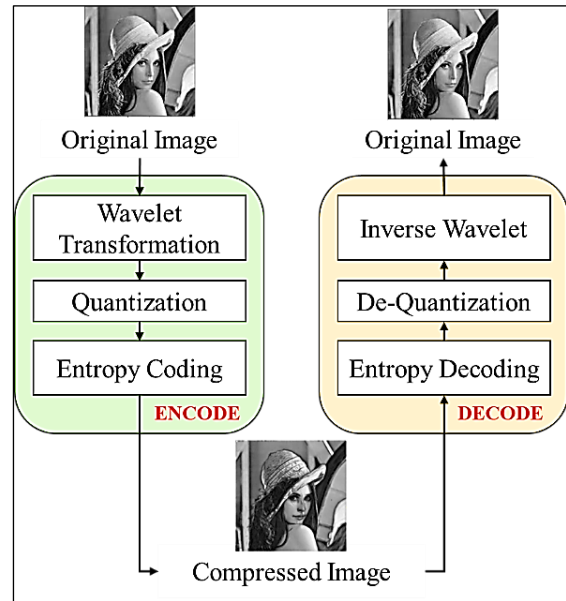 Original Image
Wavelet
Transformation
Quantization
Entropy Coding
ENCODE
Compressed Image
Original Image
Inverse Wavelet
De-Quantization
Entropy Decoding
DECODE